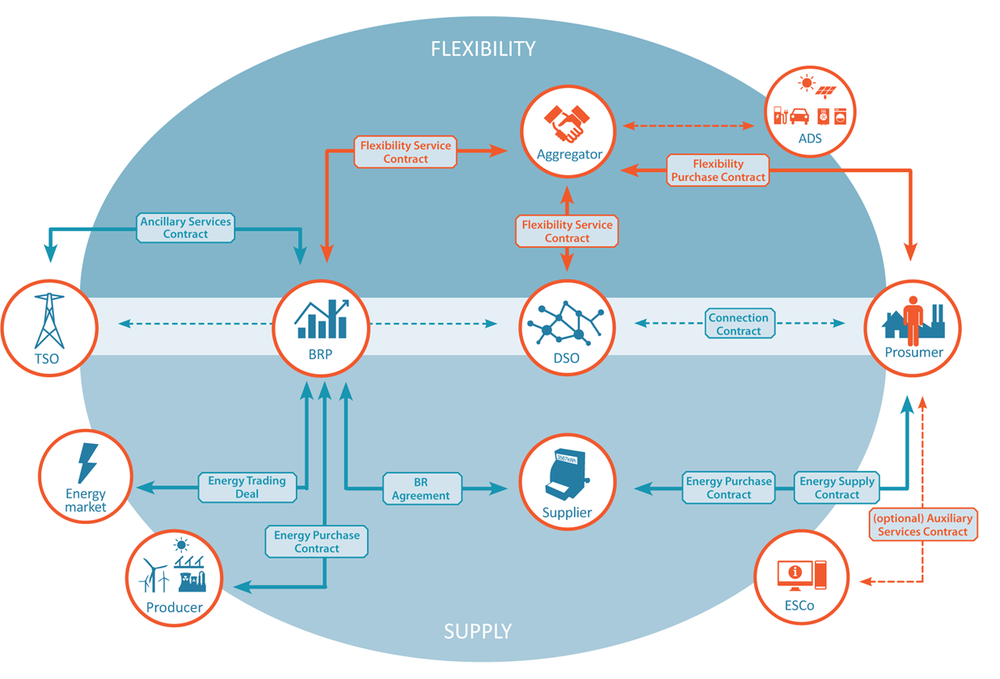 FLEXIBILITY
ADS
Aggregator
Flexibility Service
Contract
Flexibility
Purchase Contract
Ancillary Services
Contract
Flexibility Service
Contract
TSO
BRP
DSO
Connection
Contract
Prosumer
Energy
market
Energy Trading
Deal
BR
Agreement
3567kWh
Supplier
Energy Purchase
Contract
Energy Supply
Contract
(optional) Auxiliary
Services Contract
Energy Purchase
Contract
Producer
ESCo
SUPPLY